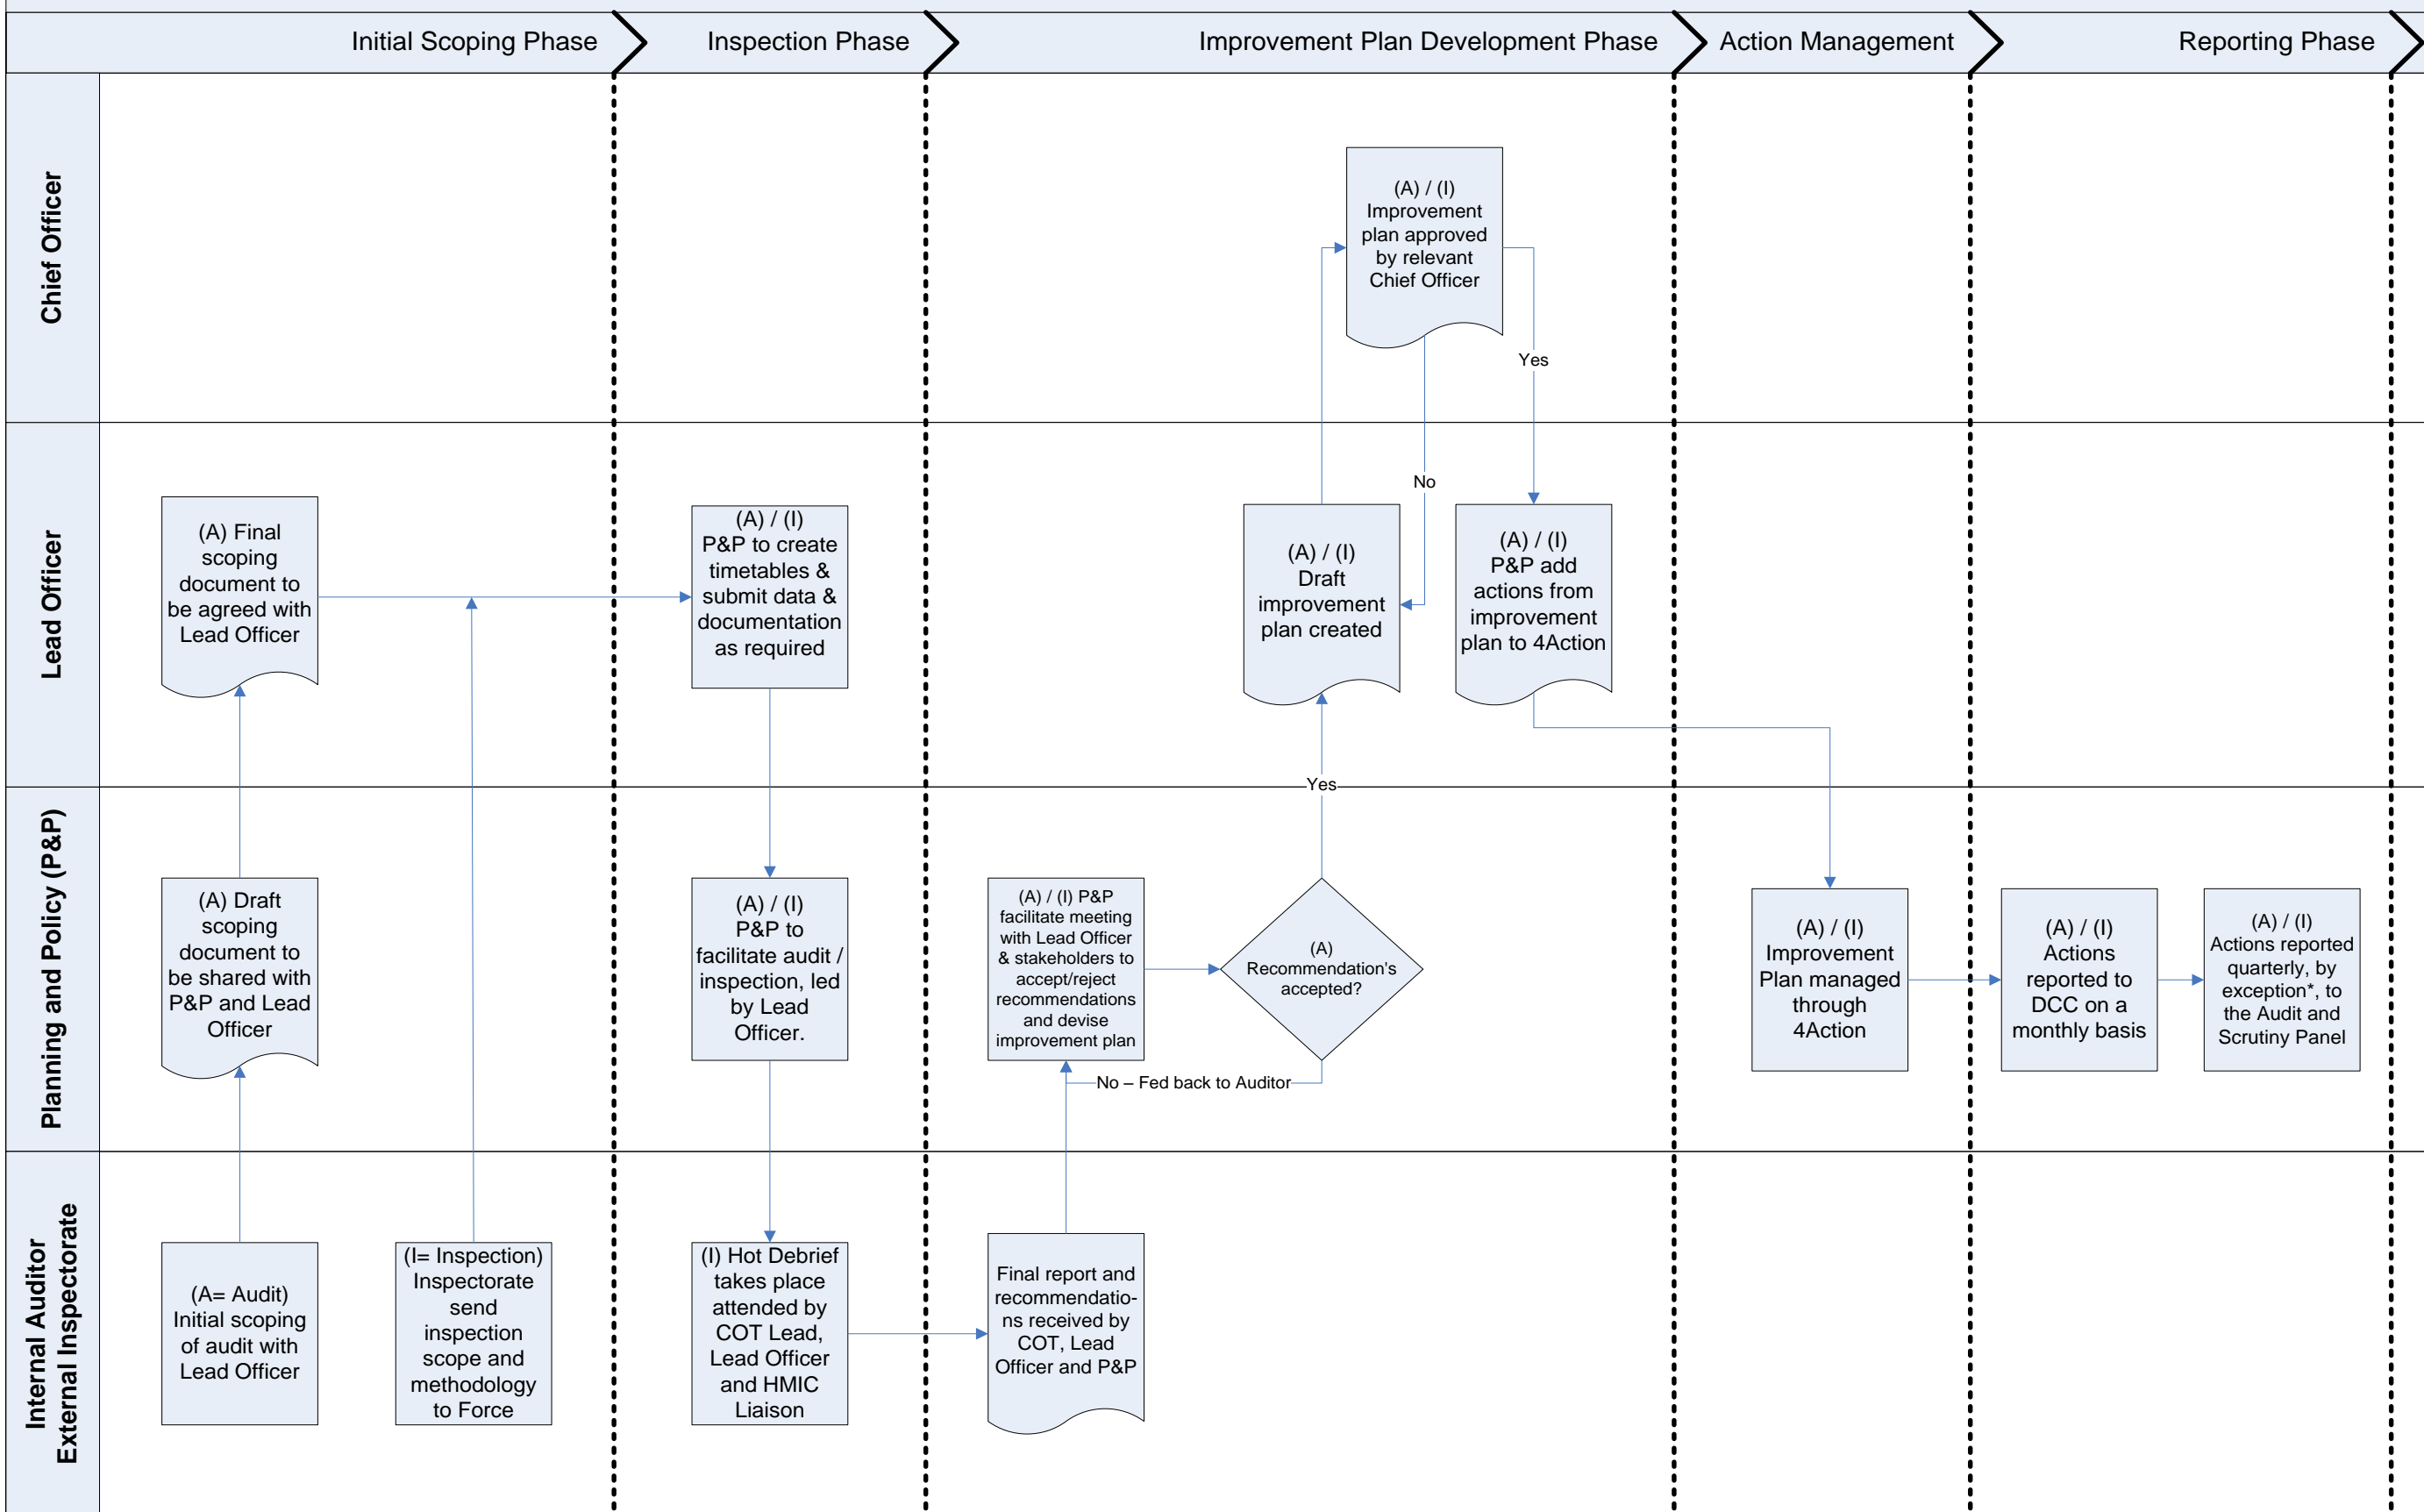 Initial Scoping Phase
Inspection Phase
Improvement Plan Development Phase
Action Management
Reporting Phase
Chief Officer
(A) / (I)
Improvement
plan approved
by relevant
Chief Officer
Yes
No
Lead Officer
(A) Final
scoping
document to
be agreed with
Lead Officer
(A) / (I)
P&P to create
timetables &
submit data &
documentation
as required
(A) / (I)
Draft
improvement
plan created
(A) / (I)
P&P add
actions from
improvement
plan to 4Action
Yes
Planning and Policy (P&P)
(A) Draft
scoping
document to
be shared with
P&P and Lead
Officer
(A) / (I)
P&P to
facilitate audit /
inspection, led
by Lead
Officer.
(A) / (I) P&P
facilitate meeting
with Lead Officer
& stakeholders to
accept/reject
recommendations
and devise
improvement plan
(A)
Recommendation's
accepted?
No – Fed back to Auditor
(A) / (I)
Improvement
Plan managed
through
4Action
(A) / (I)
Actions
reported to
DCC on a
monthly basis
(A) / (I)
Actions reported
quarterly, by
exception*, to
the Audit and
Scrutiny Panel
Internal Auditor
External Inspectorate
(A= Audit)
Initial scoping
of audit with
Lead Officer
(I= Inspection)
Inspectorate
send
inspection
scope and
methodology
to Force
(I) Hot Debrief
takes place
attended by
COT Lead,
Lead Officer
and HMIC
Liaison
Final report and
recommendatio-
ns received by
COT, Lead
Officer and P&P